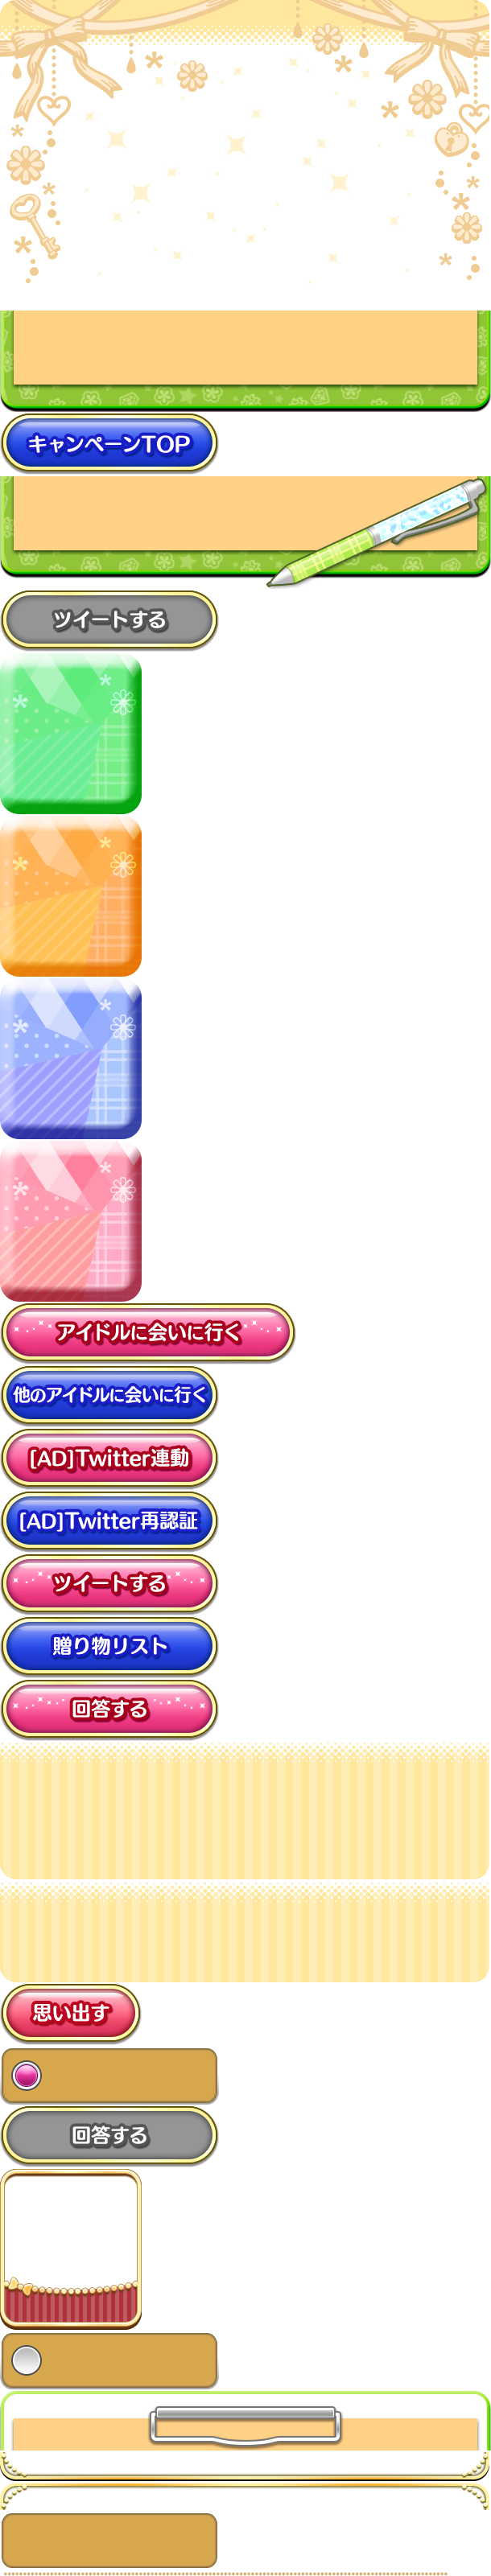 キャンペーンTOP
ツイートする
アイドルに会いに行く
他のアイドルに会いに行く
[AD]Twitter連動
[AD]Twitter再認証
ツイートする
贈り物リスト
回答する
思い出す
回答する